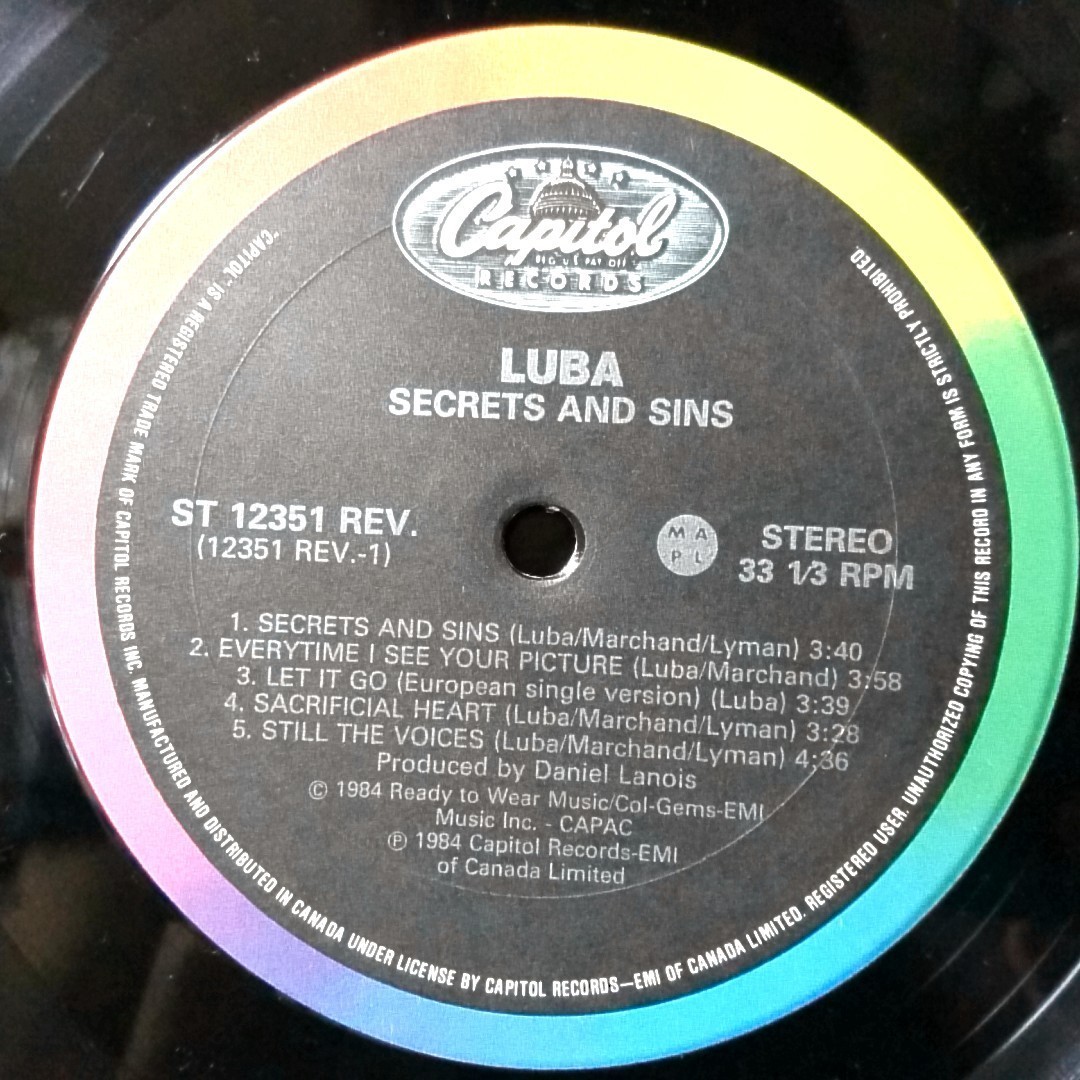 Capitol
REG. U.S. PAT. OFF.
RECORDS
LUBA
SECRETS AND SINS
ST 12351 REV.
(12351 REV.-1)
M A
P L
STEREO
33 1/3 RPM
1. SECRETS AND SINS (Luba/Marchand/Lyman) 3:40
2. EVERYTIME I SEE YOUR PICTURE (Luba/Marchand) 3:58
3. LET IT GO (European single version) (Luba) 3:39
4. SACRIFICIAL HEART (Luba/Marchand/Lyman) 3:28
5. STILL THE VOICES (Luba/Marchand/Lyman) 4;36
Produced by Daniel Lanois
© 1984 Ready to Wear Music/Col-Gems-EMI
Music Inc. - CAPAC
℗ 1984 Capitol Records-EMI
of Canada Limited
"CAPITOL" IS A REGISTERED TRADE MARK OF CAPITOL RECORDS INC. MANUFACTURED AND DISTRIBUTED IN CANADA UNDER LICENSE BY CAPITOL RECORDS—EMI OF CANADA LIMITED. REGISTERED USER. UNAUTHORIZED COPYING OF THIS RECORD IN ANY FORM IS STRICTLY PROHIBITED.